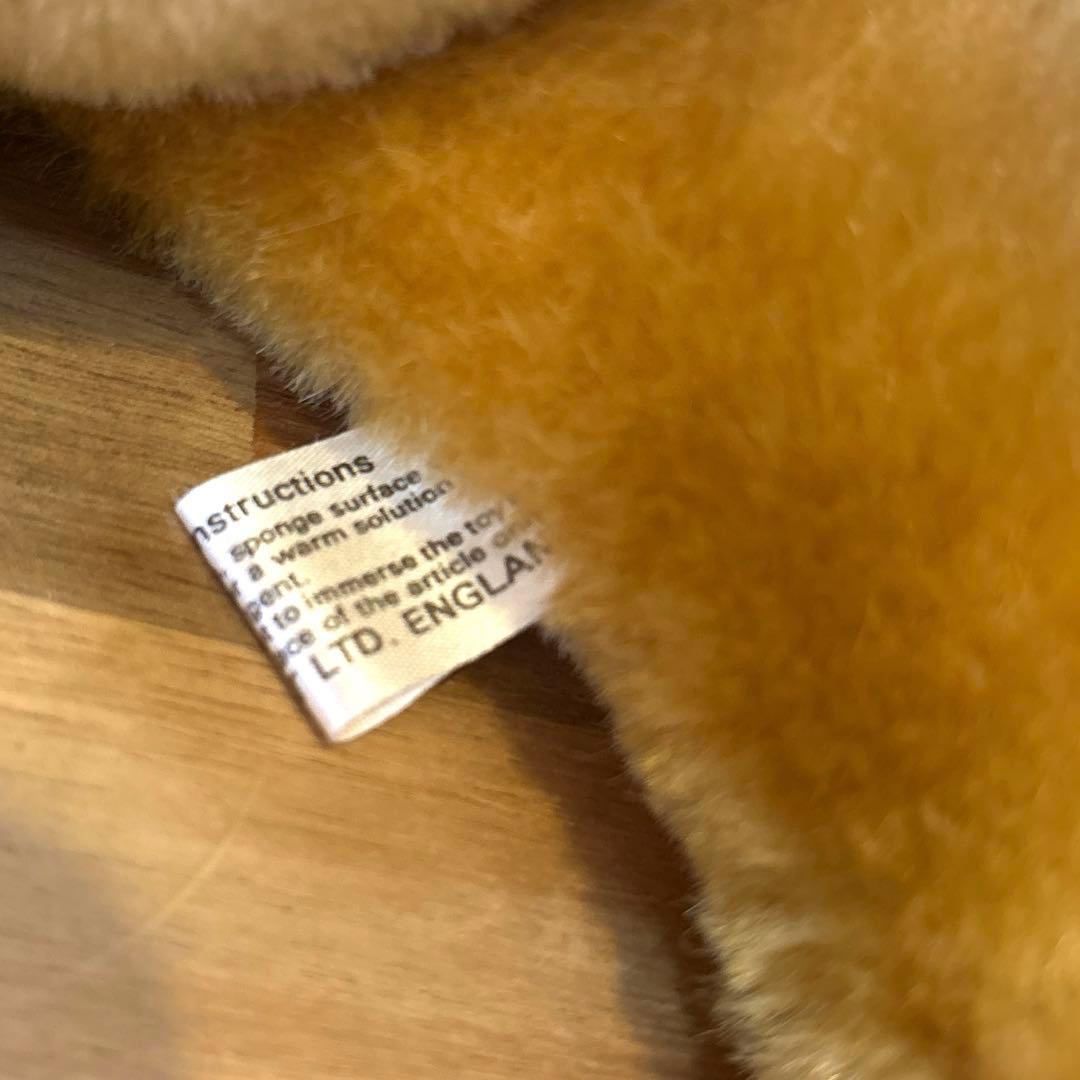 nstructions
sponge surface
a warm solution
gent.
to immerse the toy
ce of the article
LTD. ENGLAN